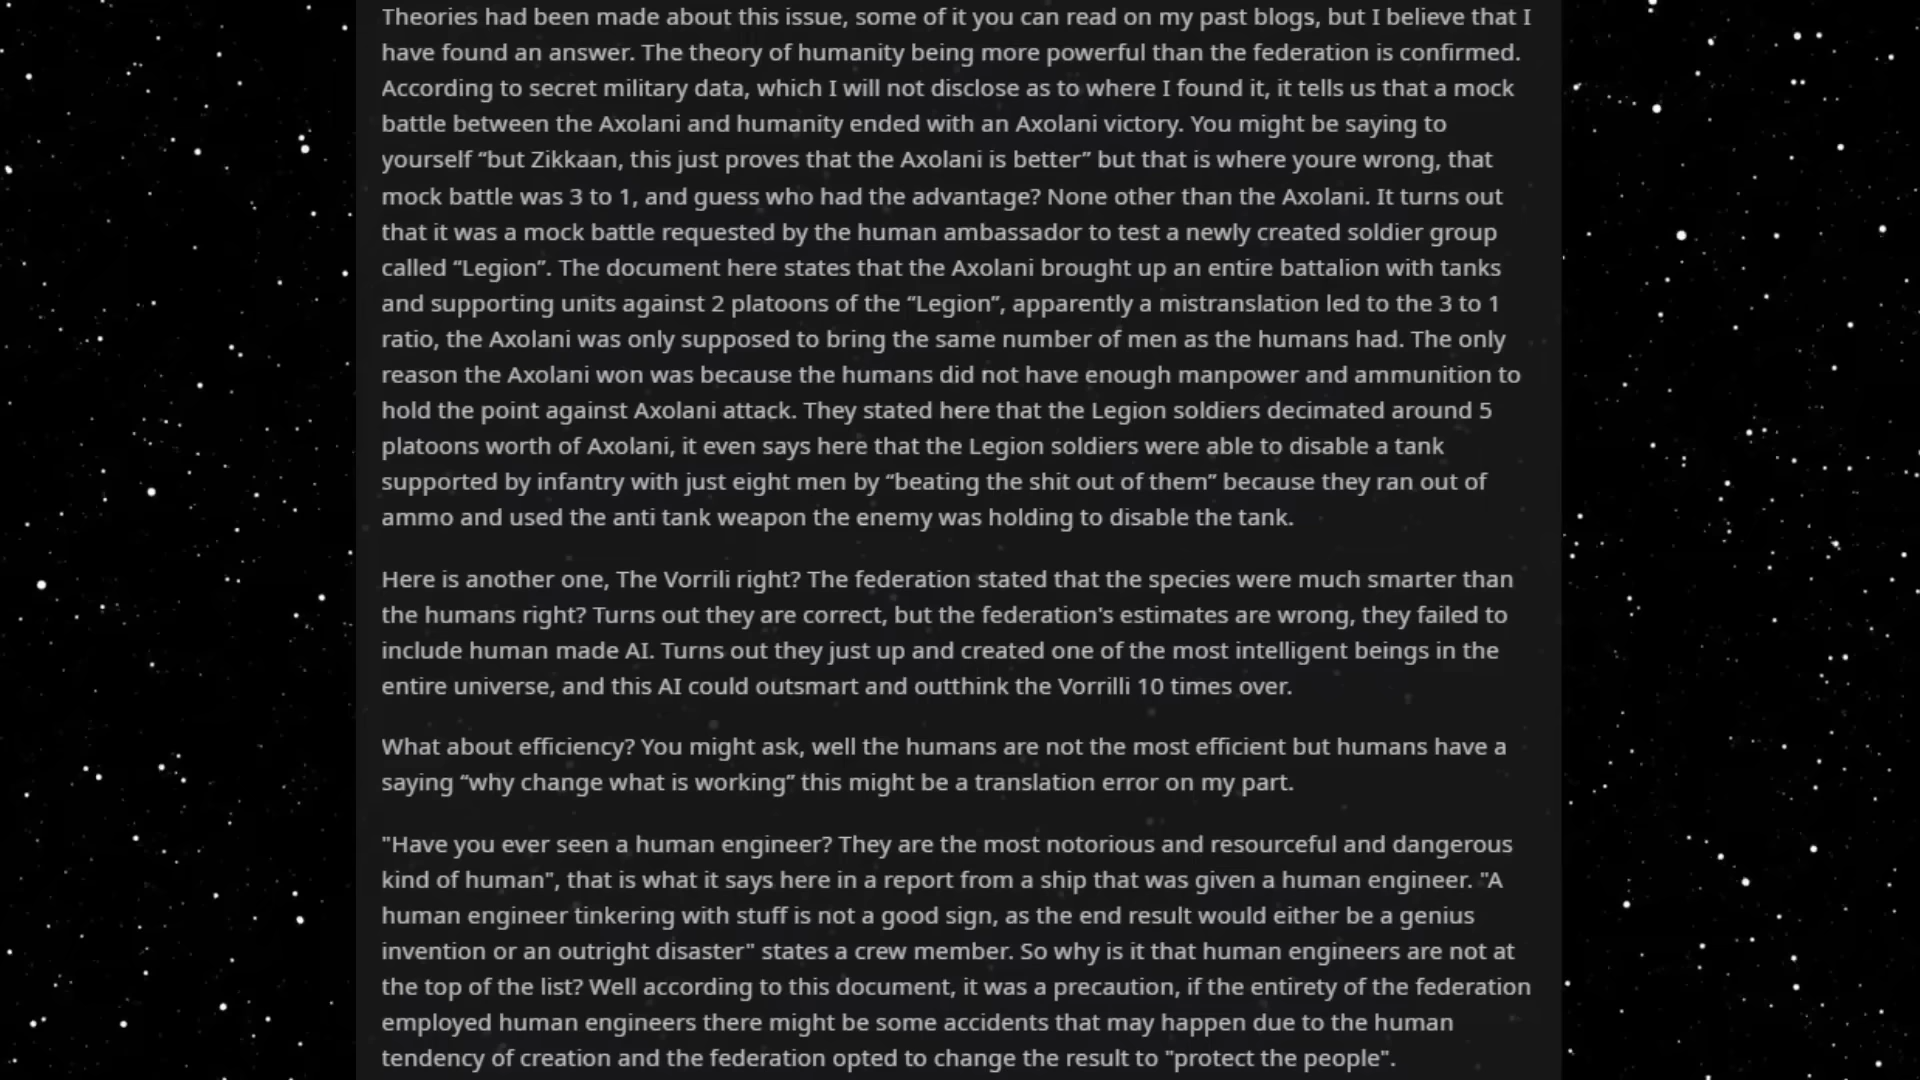 Theories had been made about this issue, some of it you can read on my past blogs, but I believe that I
have found an answer. The theory of humanity being more powerful than the federation is confirmed.
According to secret military data, which I will not disclose as to where I found it, it tells us that a mock
battle between the Axolani and humanity ended with an Axolani victory. You might be saying to
yourself “but Zikkaan, this just proves that the Axolani is better” but that is where youre wrong, that
mock battle was 3 to 1, and guess who had the advantage? None other than the Axolani. It turns out
that it was a mock battle requested by the human ambassador to test a newly created soldier group
called “Legion”. The document here states that the Axolani brought up an entire battalion with tanks
and supporting units against 2 platoons of the “Legion”, apparently a mistranslation led to the 3 to 1
ratio, the Axolani was only supposed to bring the same number of men as the humans had. The only
reason the Axolani won was because the humans did not have enough manpower and ammunition to
hold the point against Axolani attack. They stated here that the Legion soldiers decimated around 5
platoons worth of Axolani, it even says here that the Legion soldiers were able to disable a tank
supported by infantry with just eight men by “beating the shit out of them” because they ran out of
ammo and used the anti tank weapon the enemy was holding to disable the tank.
Here is another one, The Vorrili right? The federation stated that the species were much smarter than
the humans right? Turns out they are correct, but the federation's estimates are wrong, they failed to
include human made AI. Turns out they just up and created one of the most intelligent beings in the
entire universe, and this AI could outsmart and outthink the Vorrilli 10 times over.
What about efficiency? You might ask, well the humans are not the most efficient but humans have a
saying “why change what is working” this might be a translation error on my part.
"Have you ever seen a human engineer? They are the most notorious and resourceful and dangerous
kind of human", that is what it says here in a report from a ship that was given a human engineer. "A
human engineer tinkering with stuff is not a good sign, as the end result would either be a genius
invention or an outright disaster" states a crew member. So why is it that human engineers are not at
the top of the list? Well according to this document, it was a precaution, if the entirety of the federation
employed human engineers there might be some accidents that may happen due to the human
tendency of creation and the federation opted to change the result to "protect the people".